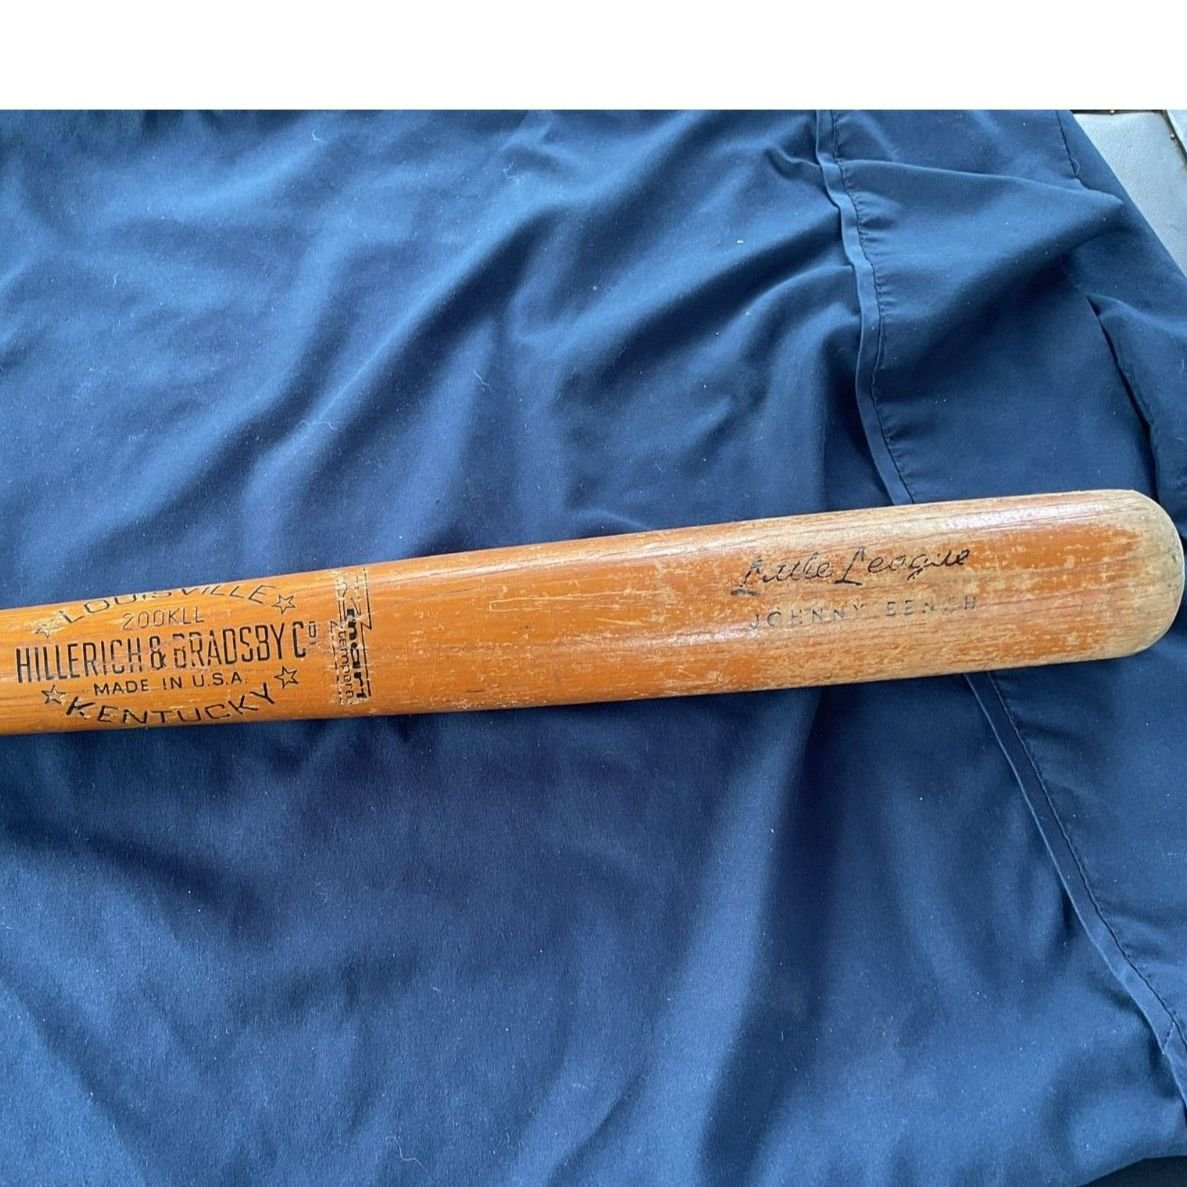 LOUISVILLE
200KLL
HILLERICH & BRADSBY Cº
MADE IN U.S.A.
KENTUCKY
Little League
JOHNNY BENCH